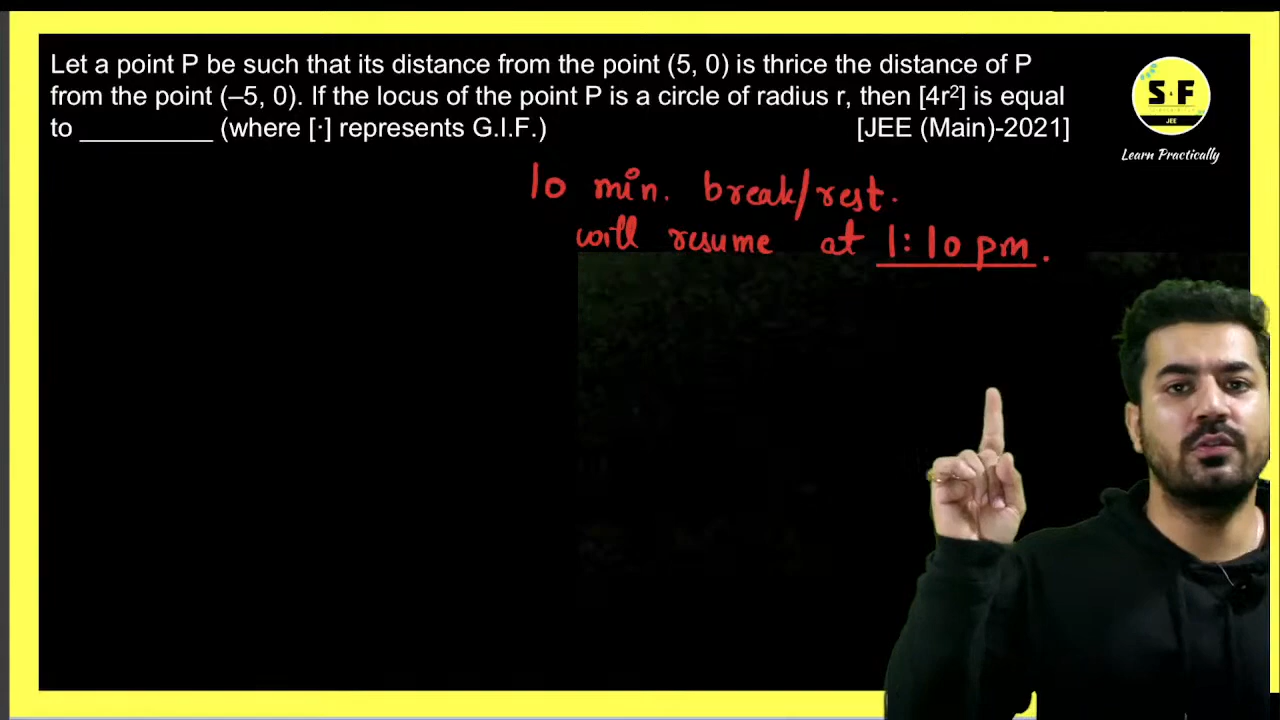 Let a point P be such that its distance from the point (5, 0) is thrice the distance of P
from the point (–5, 0). If the locus of the point P is a circle of radius r, then [4r²] is equal
to _________ (where [·] represents G.I.F.) [JEE (Main)-2021]
S&F
JEE
Learn Practically
10 min. break/rest.
will resume at 1:10 pm.